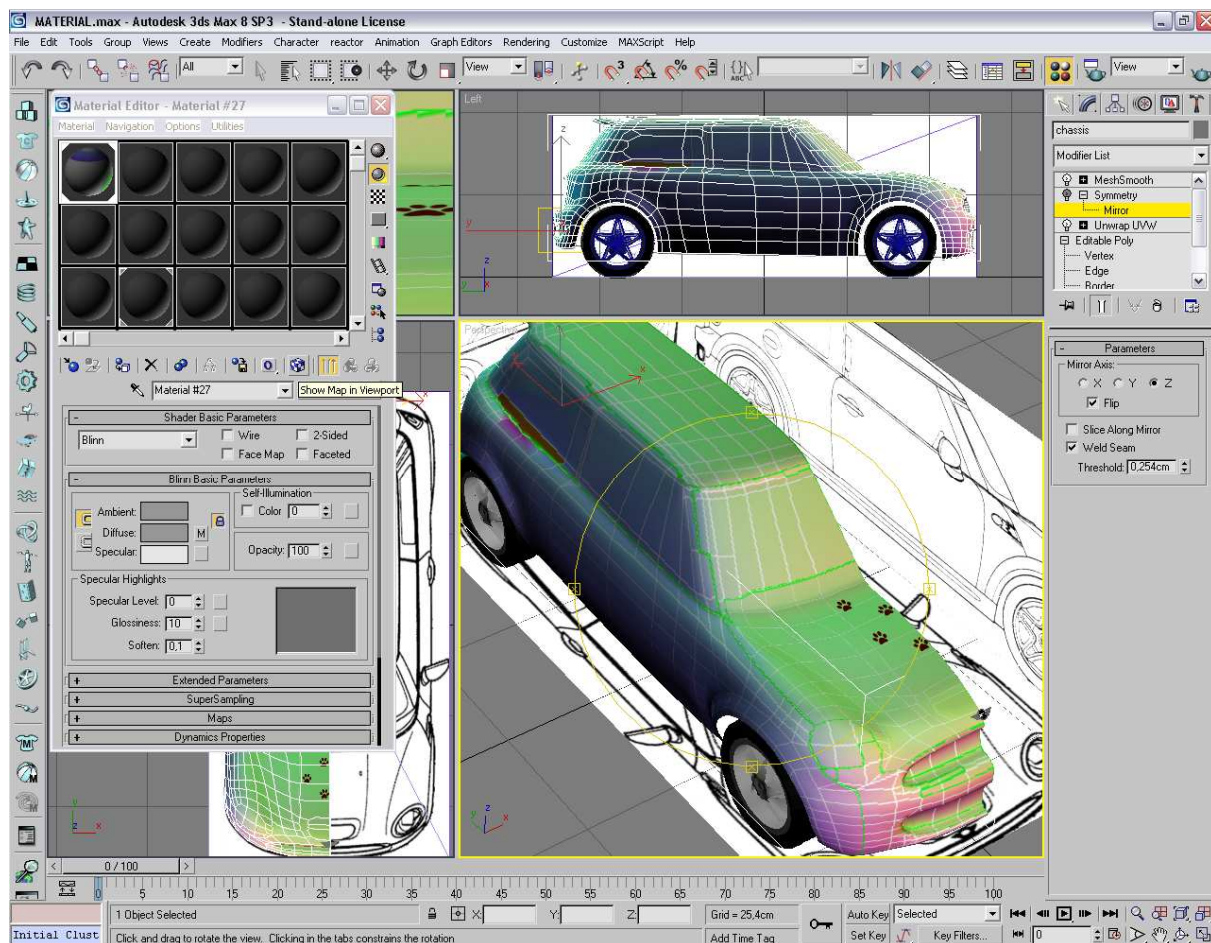 MATERIAL.max - Autodesk 3ds Max 8 SP3 - Stand-alone License
File Edit Tools Group Views Create Modifiers Character reactor Animation Graph Editors Rendering Customize MAXScript Help
All
View
View
Material Editor - Material #27
Material Navigation Options Utilities
Material #27
Show Map in Viewport
Shader Basic Parameters
Blinn
Wire
2-Sided
Face Map
Faceted
Blinn Basic Parameters
Self-Illumination
Ambient:
Color 0
Diffuse:
M
Specular:
Opacity: 100
Specular Highlights
Specular Level: 0
Glossiness: 10
Soften: 0,1
Extended Parameters
SuperSampling
Maps
Dynamics Properties
Left
z
y
z
y
x
Perspective
x
z
y
x
y
z
x
chassis
Modifier List
MeshSmooth
Symmetry
Mirror
Unwrap UVW
Editable Poly
Vertex
Edge
Border
Parameters
Mirror Axis:
X Y Z
Flip
Slice Along Mirror
Weld Seam
Threshold: 0,254cm
0 / 100
0 5 10 15 20 25 30 35 40 45 50 55 60 65 70 75 80 85 90 95 100
1 Object Selected
X:
Y:
Z:
Grid = 25,4cm
Auto Key
Selected
Initial Clust
Click and drag to rotate the view. Clicking in the tabs constrains the rotation
Add Time Tag
Set Key
Key Filters...
0